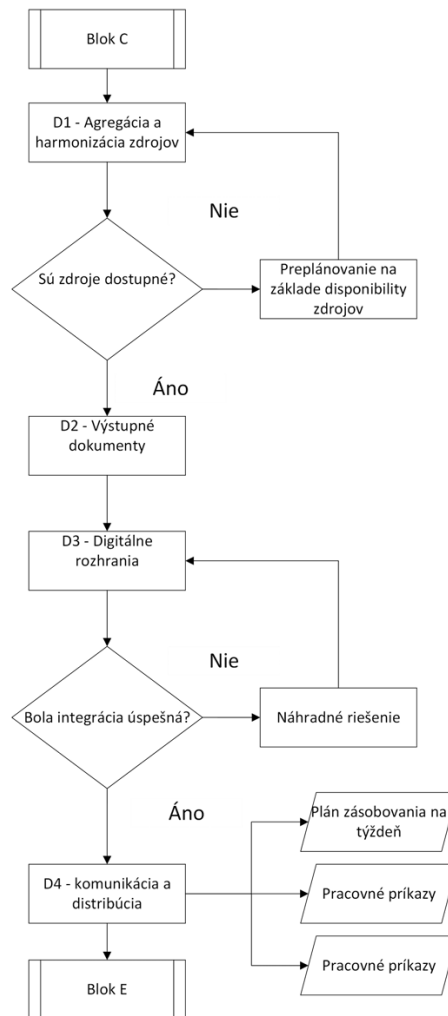 Blok C
D1 - Agregácia a
harmonizácia zdrojov
Nie
Sú zdroje dostupné?
Preplánovanie na
základe disponibility
zdrojov
Áno
D2 - Výstupné
dokumenty
D3 - Digitálne
rozhrania
Nie
Bola integrácia úspešná?
Náhradné riešenie
Áno
Plán zásobovania na
týždeň
D4 - komunikácia a
distribúcia
Pracovné príkazy
Pracovné príkazy
Blok E